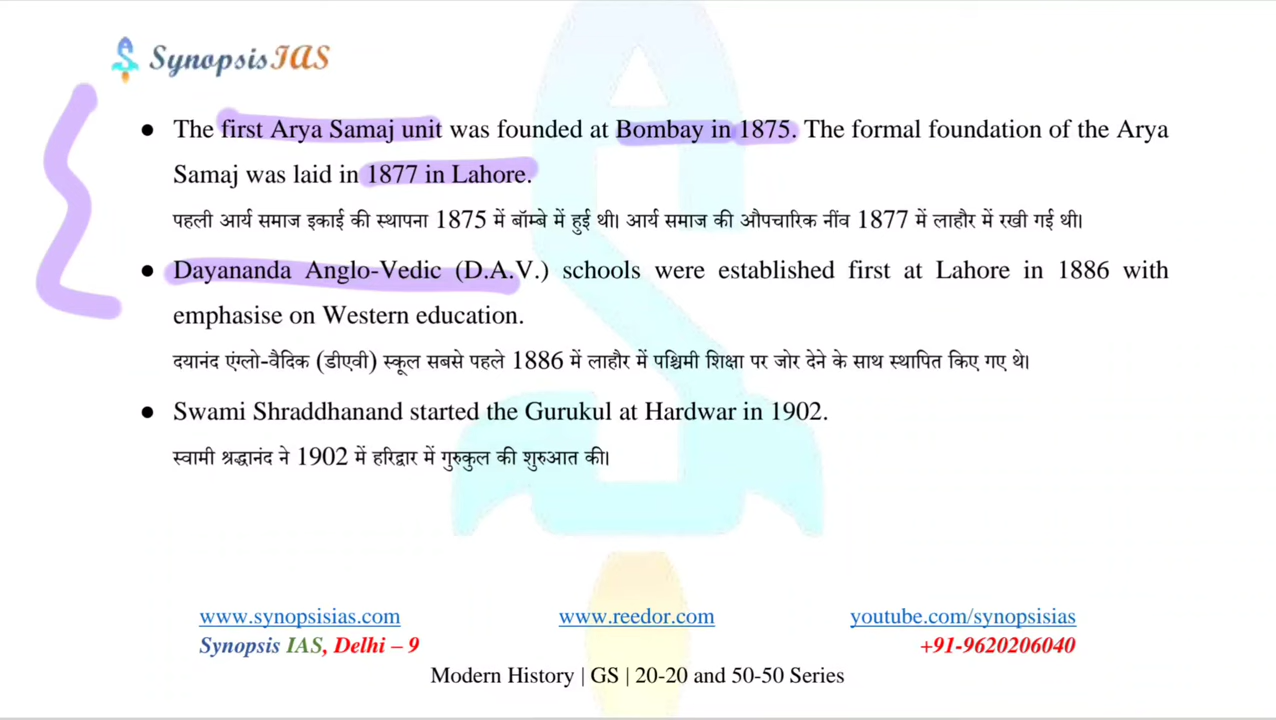 Synopsis IAS
● The first Arya Samaj unit was founded at Bombay in 1875. The formal foundation of the Arya
Samaj was laid in 1877 in Lahore.
पहली आर्य समाज इकाई की स्थापना 1875 में बॉम्बे में हुई थी। आर्य समाज की औपचारिक नींव 1877 में लाहौर में रखी गई थी।
● Dayananda Anglo-Vedic (D.A.V.) schools were established first at Lahore in 1886 with
emphasise on Western education.
दयानंद एंग्लो-वैदिक (डीएवी) स्कूल सबसे पहले 1886 में लाहौर में पश्चिमी शिक्षा पर जोर देने के साथ स्थापित किए गए थे।
● Swami Shraddhanand started the Gurukul at Hardwar in 1902.
स्वामी श्रद्धानंद ने 1902 में हरिद्वार में गुरुकुल की शुरुआत की।
www.synopsisias.com www.reedor.com youtube.com/synopsisias
Synopsis IAS, Delhi – 9 +91-9620206040
Modern History | GS | 20-20 and 50-50 Series